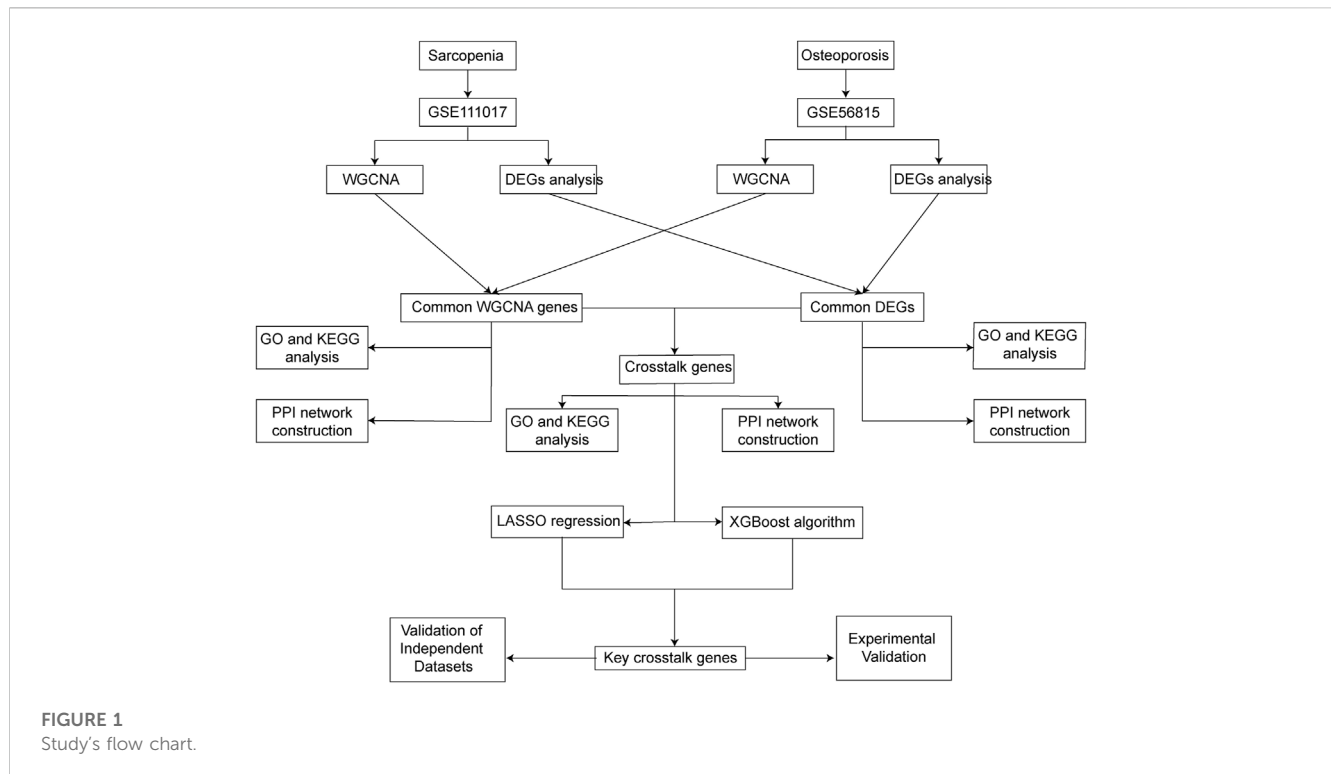 Sarcopenia
Osteoporosis
GSE111017
GSE56815
WGCNA
DEGs analysis
WGCNA
DEGs analysis
Common WGCNA genes
Common DEGs
GO and KEGG
analysis
Crosstalk genes
GO and KEGG
analysis
PPI network
construction
GO and KEGG
analysis
PPI network
construction
PPI network
construction
LASSO regression
XGBoost algorithm
Validation of
Independent
Datasets
Key crosstalk genes
Experimental
Validation
FIGURE 1
Study's flow chart.